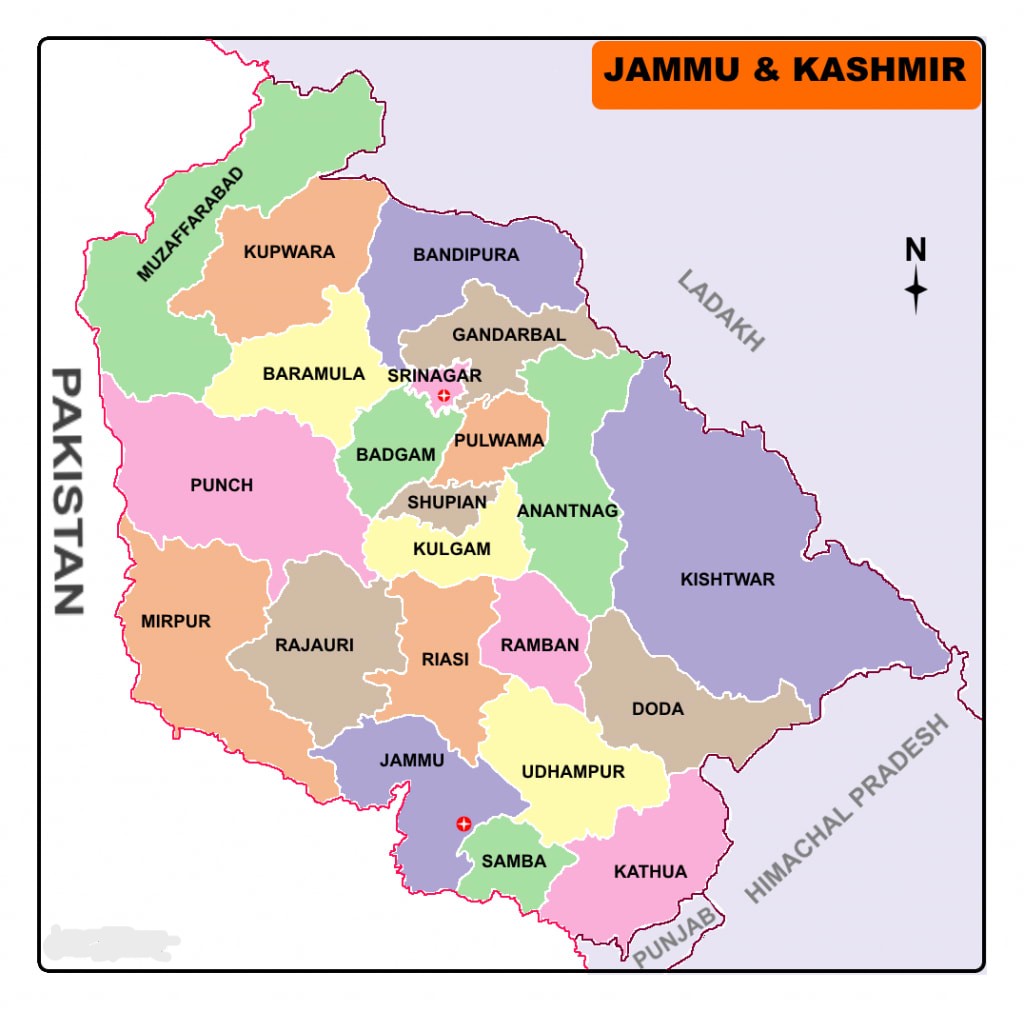 JAMMU & KASHMIR
MUZAFFARABAD
KUPWARA
BANDIPURA
N
LADAKH
GANDARBAL
BARAMULA
SRINAGAR
PAKISTAN
BADGAM
PULWAMA
PUNCH
SHUPIAN
ANANTNAG
KULGAM
KISHTWAR
MIRPUR
RAJAURI
RIASI
RAMBAN
DODA
JAMMU
UDHAMPUR
HIMACHAL PRADESH
SAMBA
KATHUA
PUNJAB